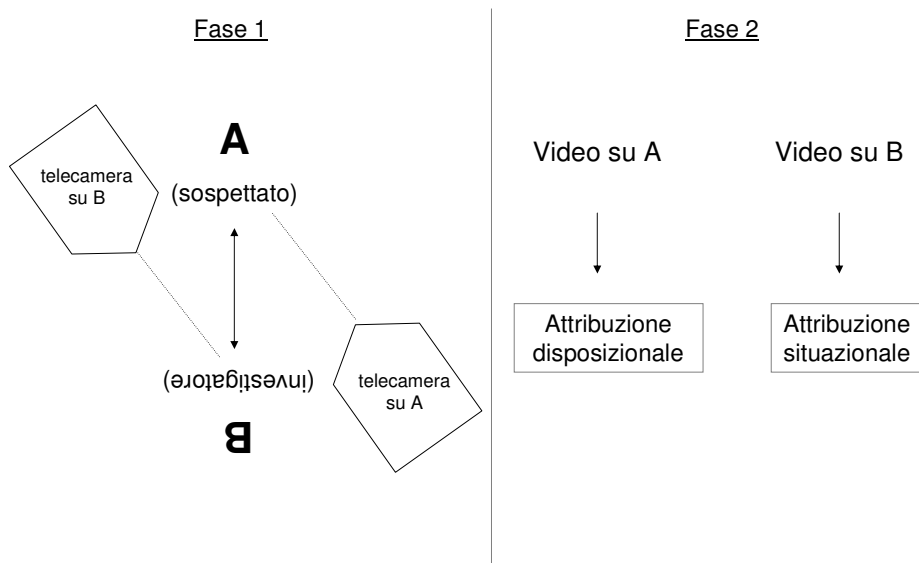 Fase 1
Fase 2
A
(sospettato)
telecamera
su B
(investigatore)
B
telecamera
su A
Video su A
Video su B
Attribuzione
disposizionale
Attribuzione
situazionale